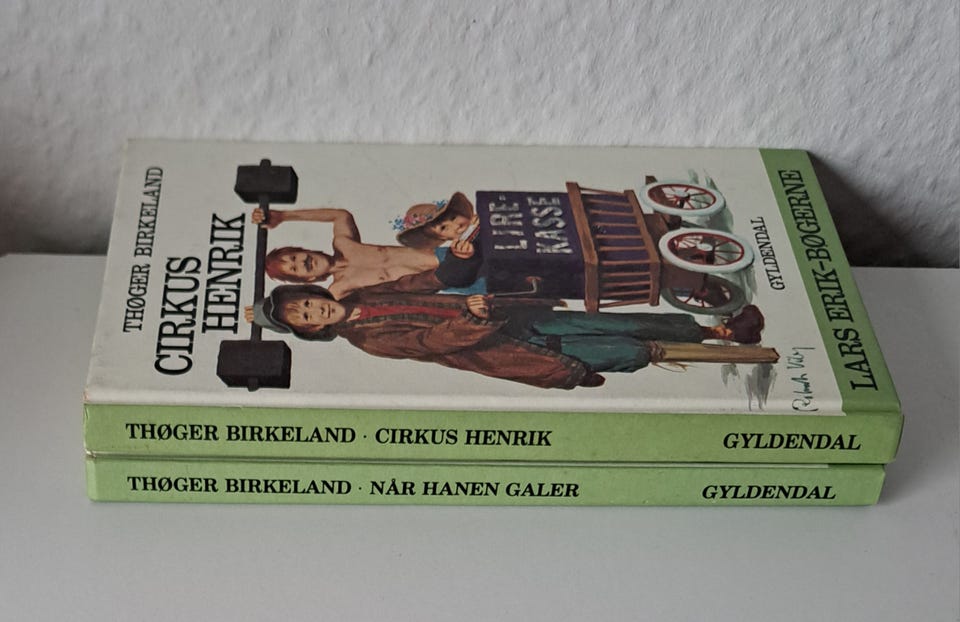 THØGER BIRKELAND
CIRKUS
HENRIK
LIRE-
KASSE
GYLDENDAL
LARS ERIK-BØGERNE
THØGER BIRKELAND · CIRKUS HENRIK GYLDENDAL
THØGER BIRKELAND · NÅR HANEN GALER GYLDENDAL